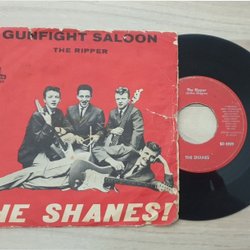 GUNFIGHT SALOON
THE RIPPER
HE SHANES!
The Ripper
THE SHANES